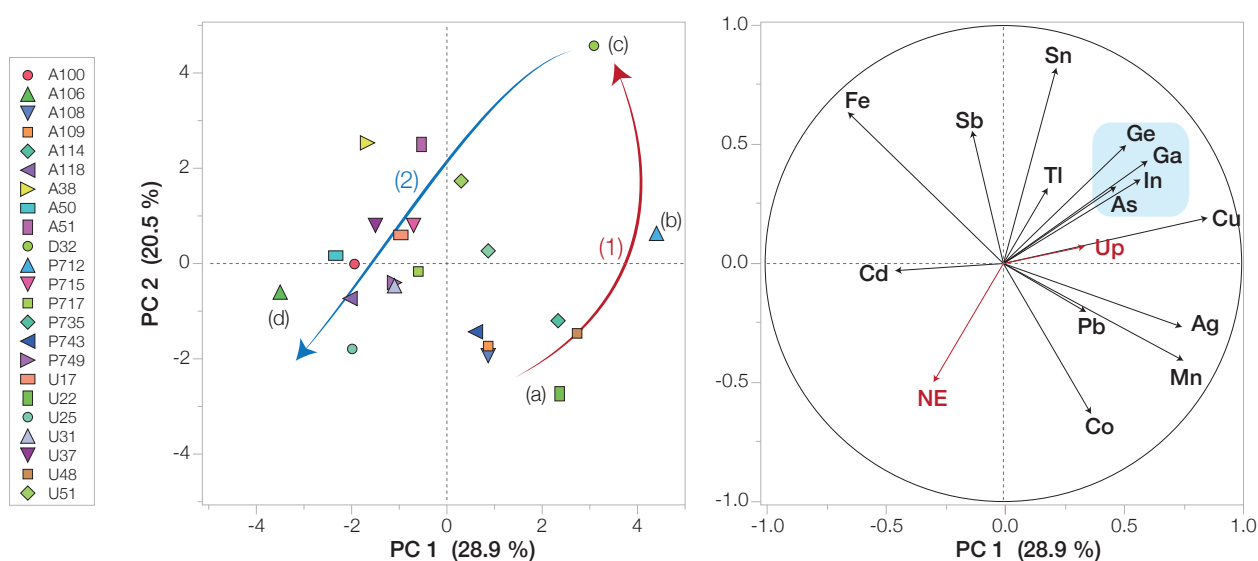 A100
A106
A108
A109
A114
A118
A38
A50
A51
D32
P712
P715
P717
P735
P743
P749
U17
U22
U25
U31
U37
U48
U51
PC 2 (20.5 %)
4
2
0
-2
-4
-4
-2
0
2
4
PC 1 (28.9 %)
(c)
(2)
(b)
(1)
(d)
(a)
1.0
0.5
0.0
-0.5
-1.0
-1.0
-0.5
0.0
0.5
1.0
PC 1 (28.9 %)
Sn
Fe
Sb
Ge
Ga
Tl
In
As
Cu
Up
Cd
Pb
Ag
Mn
NE
Co